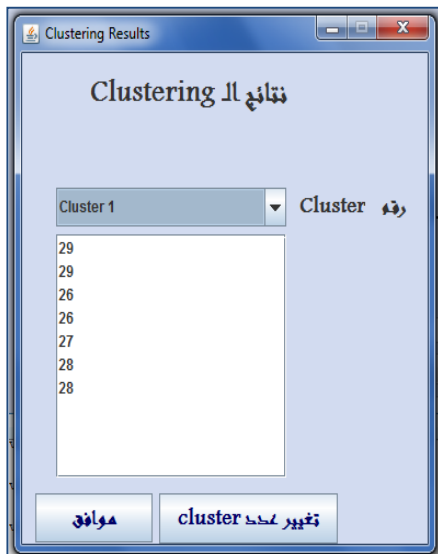 Clustering Results
نتائج الـ Clustering
رقم Cluster
Cluster 1
29
29
26
26
27
28
28
موافق
تغيير عدد cluster